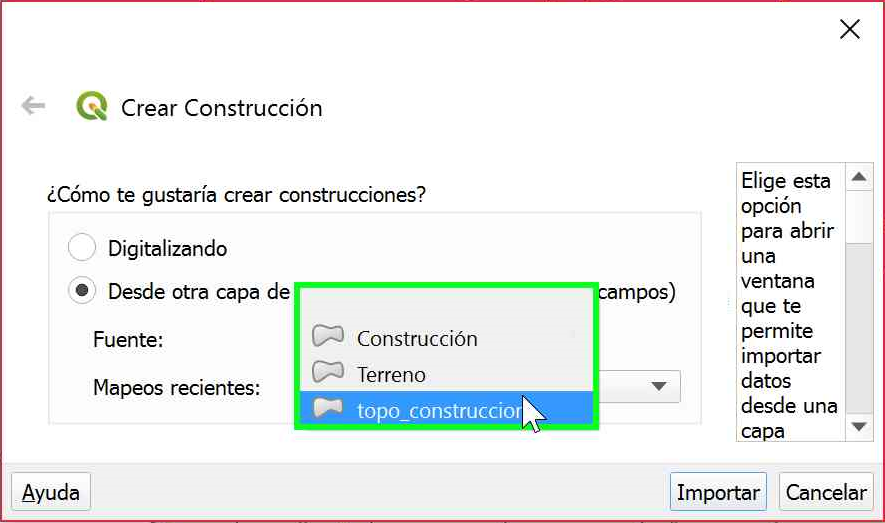 Crear Construcción
¿Cómo te gustaría crear construcciones?
Digitalizando
Desde otra capa de
campos)
Fuente:
Construcción
Terreno
topo_construccion
Mapeos recientes:
Elige esta
opción
para abrir
una
ventana
que te
permite
importar
datos
desde una
capa
Ayuda
Importar
Cancelar